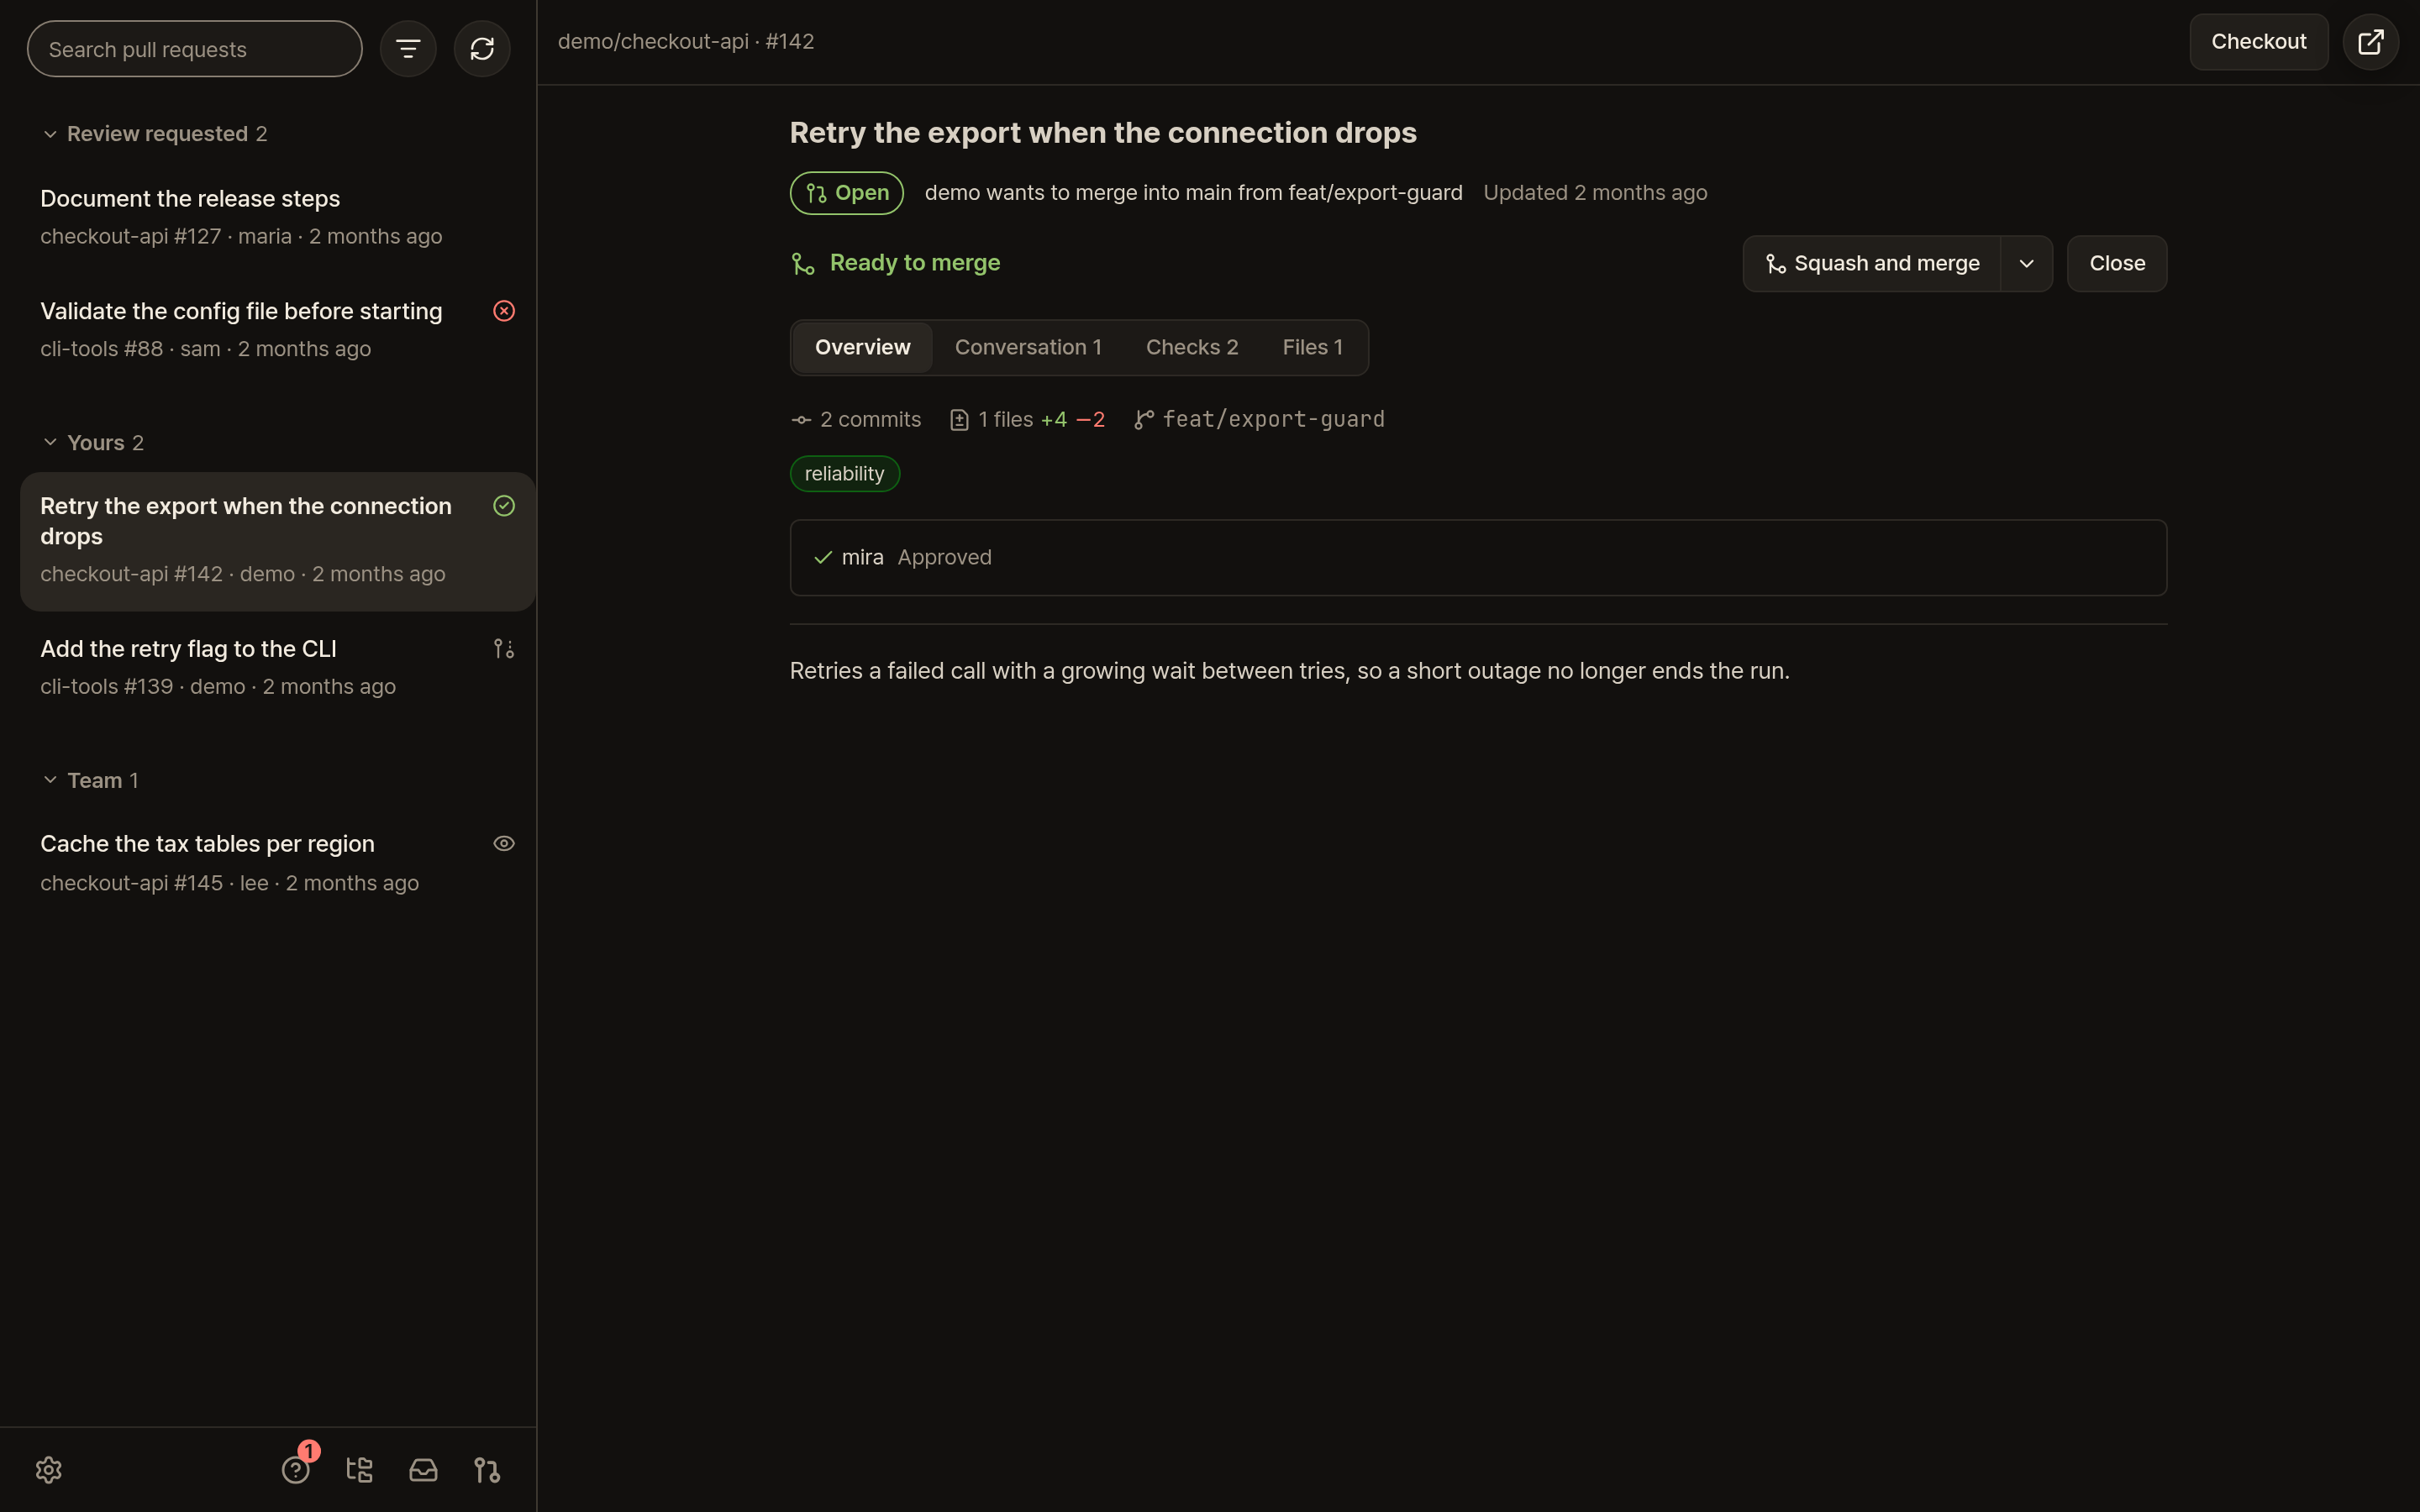 Search pull requests
Review requested 2
Document the release steps
checkout-api #127 · maria · 2 months ago
Validate the config file before starting
cli-tools #88 · sam · 2 months ago
Yours 2
Retry the export when the connection
drops
checkout-api #142 · demo · 2 months ago
Add the retry flag to the CLI
cli-tools #139 · demo · 2 months ago
Team 1
Cache the tax tables per region
checkout-api #145 · lee · 2 months ago
1
demo/checkout-api · #142
Checkout
Retry the export when the connection drops
Open demo wants to merge into main from feat/export-guard Updated 2 months ago
Ready to merge
Squash and merge
Close
Overview Conversation 1 Checks 2 Files 1
2 commits 1 files +4 −2 feat/export-guard
reliability
mira Approved
Retries a failed call with a growing wait between tries, so a short outage no longer ends the run.